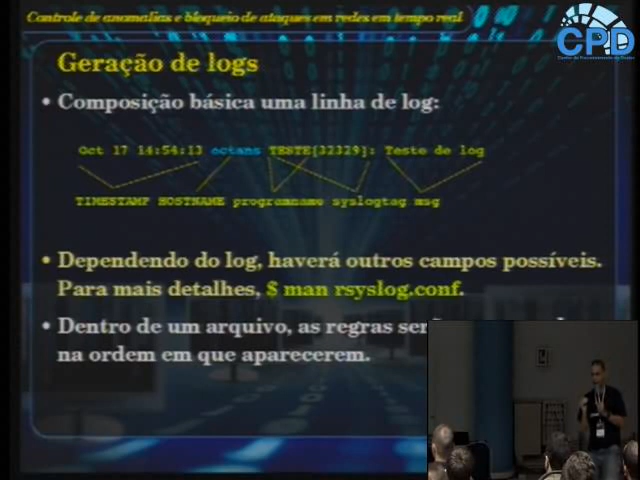 Controle de anomalias e bloqueio de ataques em redes em tempo real
CPD
Geração de logs
• Composição básica uma linha de log:
Oct 17 14:54:13 octans TESTE[32329]: Teste de log
TIMESTAMP HOSTNAME programname syslogtag msg
• Dependendo do log, haverá outros campos possíveis.
Para mais detalhes, $ man rsyslog.conf.
• Dentro de um arquivo, as regras
na ordem em que aparecerem.